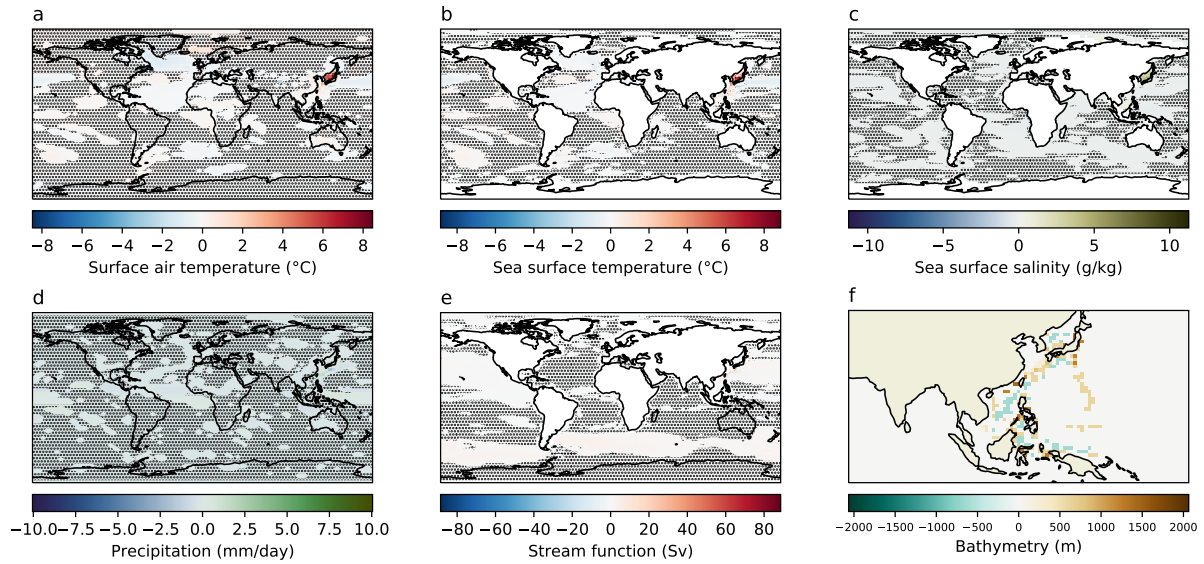 a b c
−8 −6 −4 −2 0 2 4 6 8
Surface air temperature (°C)
−8 −6 −4 −2 0 2 4 6 8
Sea surface temperature (°C)
−10 −5 0 5 10
Sea surface salinity (g/kg)
d e f
−10.0 −7.5 −5.0 −2.5 0.0 2.5 5.0 7.5 10.0
Precipitation (mm/day)
−80 −60 −40 −20 0 20 40 60 80
Stream function (Sv)
−2000 −1500 −1000 −500 0 500 1000 1500 2000
Bathymetry (m)